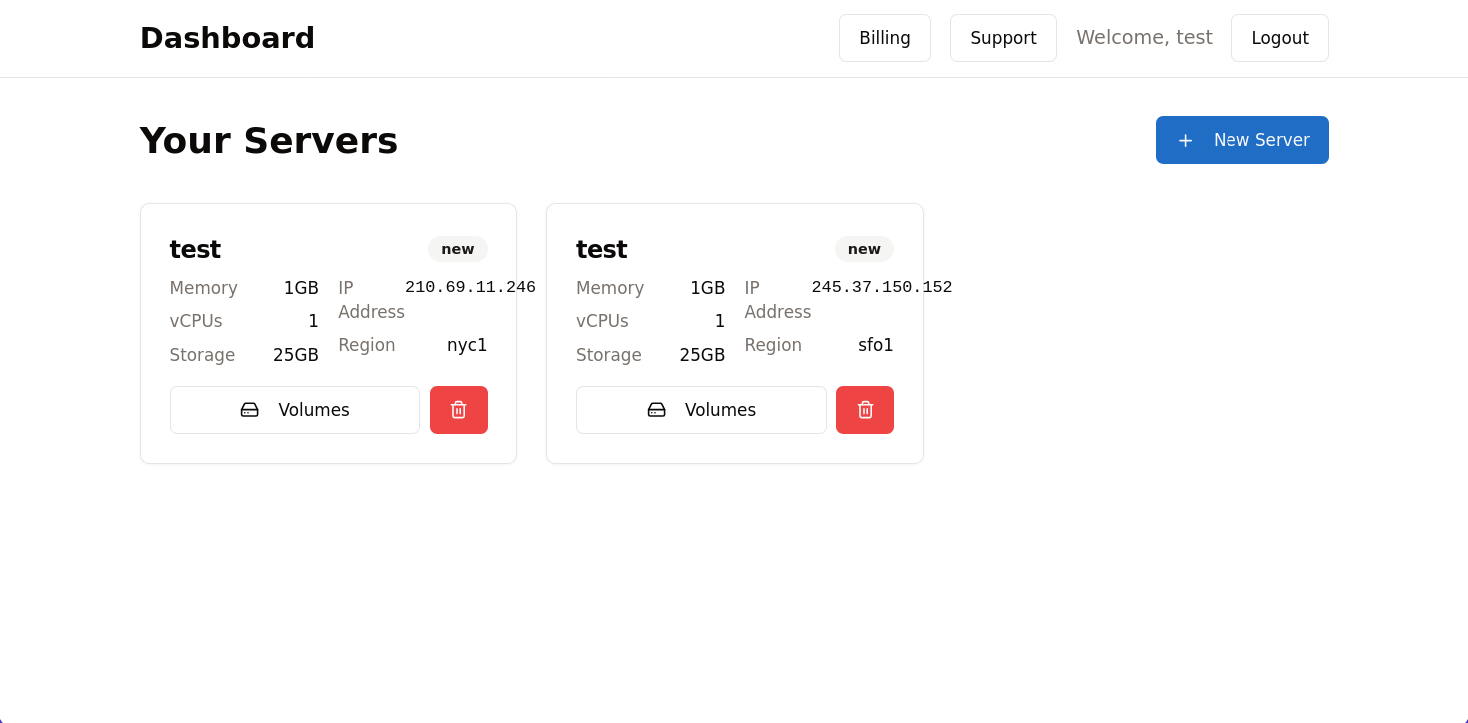 Dashboard
Billing
Support
Welcome, test
Logout
Your Servers
New Server
test
new
Memory 1GB
vCPUs 1
Storage 25GB
IP Address 210.69.11.246
Region nyc1
Volumes
test
new
Memory 1GB
vCPUs 1
Storage 25GB
IP Address 245.37.150.152
Region sfo1
Volumes